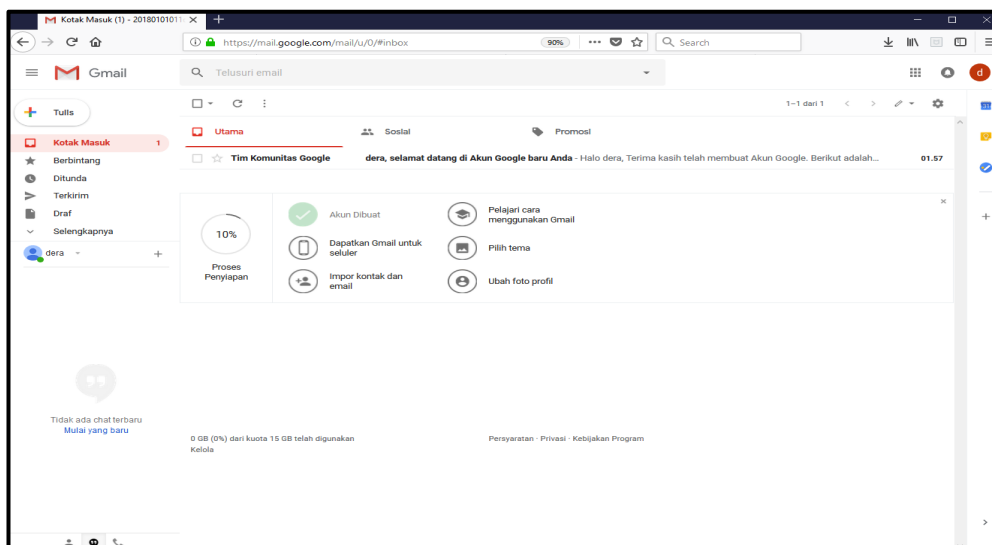 Kotak Masuk (1) - 20180101011
https://mail.google.com/mail/u/0/#inbox
90%
Search
Gmail
Telusuri email
d
Tulis
1–1 dari 1
Kotak Masuk 1
Berbintang
Ditunda
Terkirim
Draf
Selengkapnya
dera
Utama
Sosial
Promosi
Tim Komunitas Google
dera, selamat datang di Akun Google baru Anda - Halo dera, Terima kasih telah membuat Akun Google. Berikut adalah...
01.57
10%
Proses
Penyiapan
Akun Dibuat
Dapatkan Gmail untuk
seluler
Impor kontak dan
email
Pelajari cara
menggunakan Gmail
Pilih tema
Ubah foto profil
Tidak ada chat terbaru
Mulai yang baru
0 GB (0%) dari kuota 15 GB telah digunakan
Kelola
Persyaratan · Privasi · Kebijakan Program